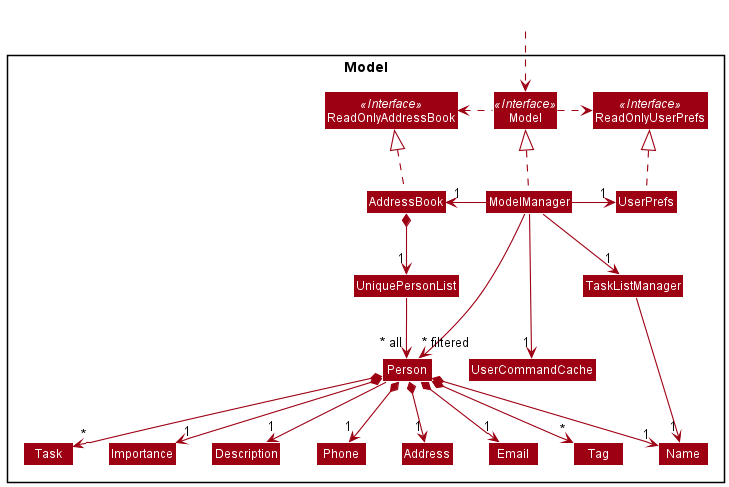 Model
«Interface»
ReadOnlyAddressBook
«Interface»
Model
«Interface»
ReadOnlyUserPrefs
AddressBook
1
ModelManager
1
UserPrefs
1
1
UniquePersonList
TaskListManager
* all
* filtered
1
Person
UserCommandCache
*
1
1
1
1
1
*
1
1
Task
Importance
Description
Phone
Address
Email
Tag
Name